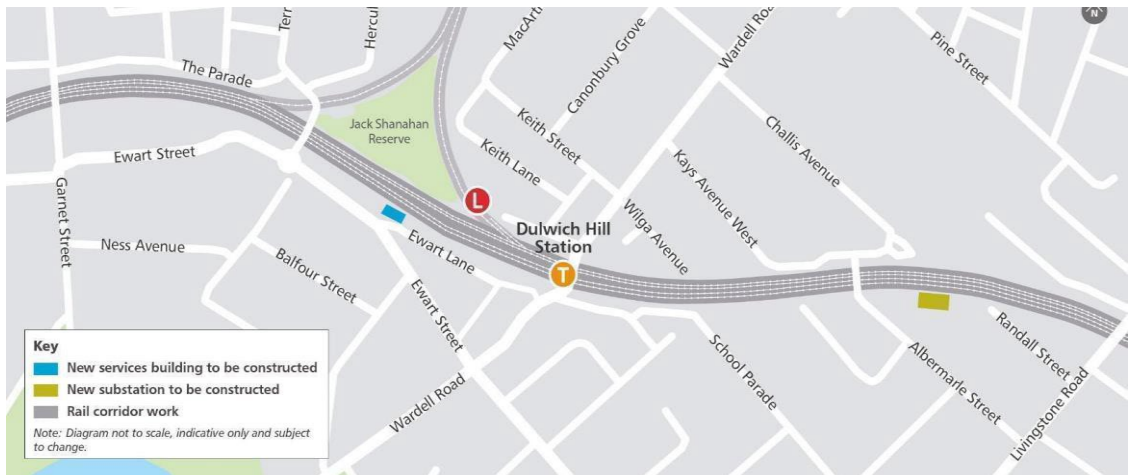 Terr
Hercul
MacArth
Canonbury Grove
Wardell Road
Pine Street
N
The Parade
Jack Shanahan
Reserve
Keith Street
Keith Lane
Challis Avenue
Ewart Street
Kays Avenue West
Wilga Avenue
Garnet Street
L
Dulwich Hill
Station
T
Ness Avenue
Ewart Lane
Balfour Street
Ewart Street
Randall Street
School Parade
Albermarle Street
Wardell Road
Livingstone Road
Key
New services building to be constructed
New substation to be constructed
Rail corridor work
Note: Diagram not to scale, indicative only and subject
to change.